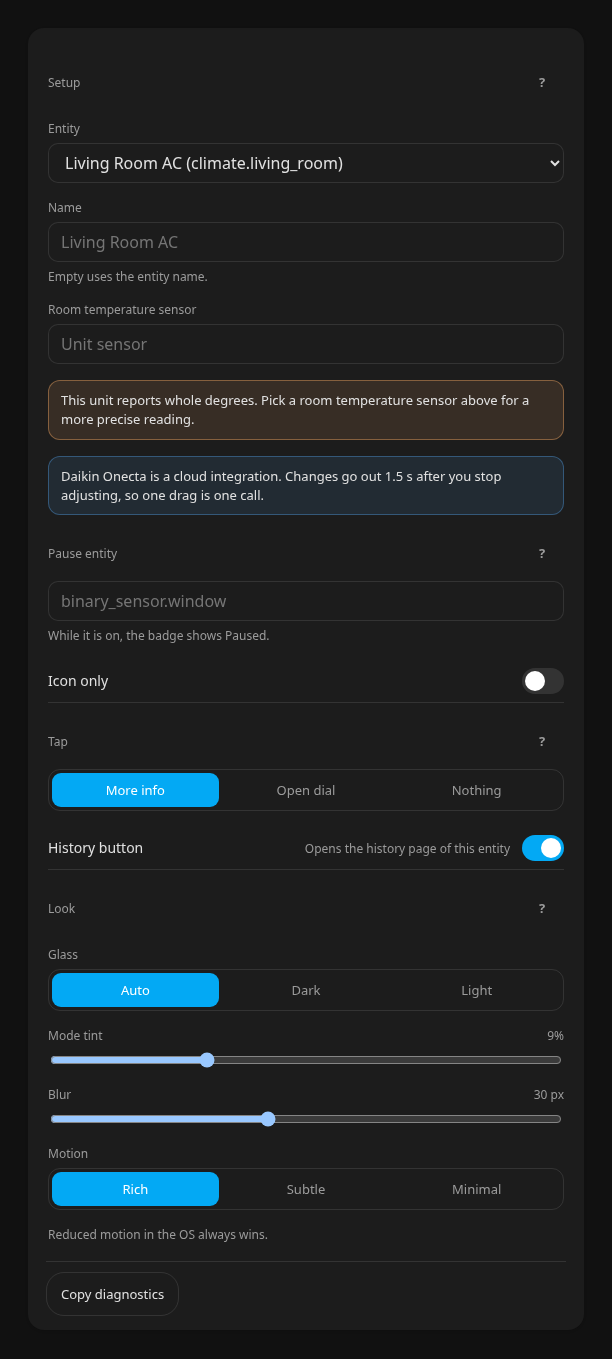 Setup
?
Entity
Living Room AC (climate.living_room)
Name
Living Room AC
Empty uses the entity name.
Room temperature sensor
Unit sensor
This unit reports whole degrees. Pick a room temperature sensor above for a
more precise reading.
Daikin Onecta is a cloud integration. Changes go out 1.5 s after you stop
adjusting, so one drag is one call.
Pause entity
?
binary_sensor.window
While it is on, the badge shows Paused.
Icon only
Tap
?
More info
Open dial
Nothing
History button
Opens the history page of this entity
Look
?
Glass
Auto
Dark
Light
Mode tint
9%
Blur
30 px
Motion
Rich
Subtle
Minimal
Reduced motion in the OS always wins.
Copy diagnostics